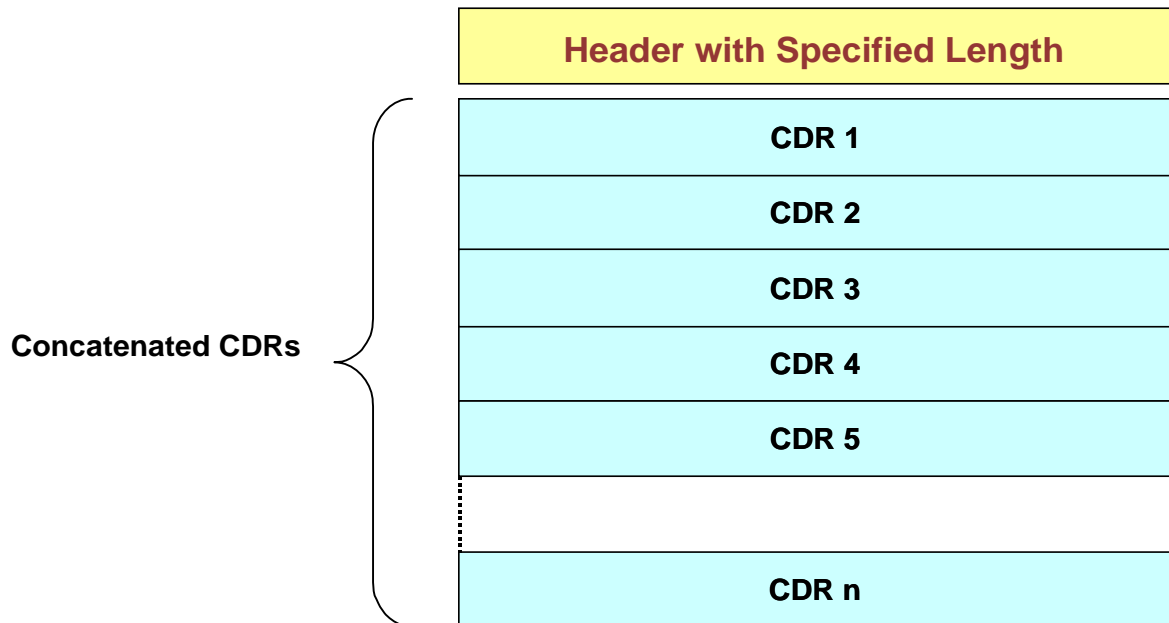 Header with Specified Length
CDR 1
CDR 2
CDR 3
Concatenated CDRs
CDR 4
CDR 5
CDR n